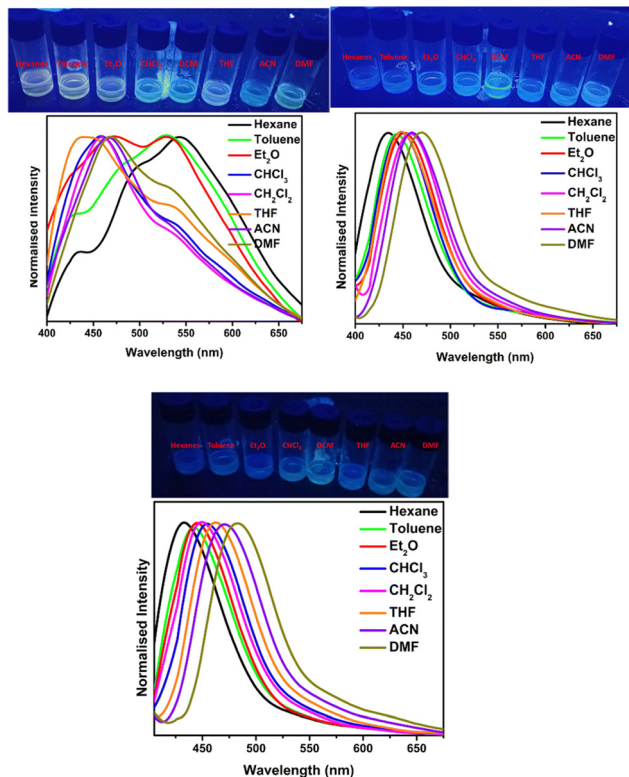 Hexanes Toluene Et₂O CHCl₃ DCM THF ACN DMF
Hexane
Toluene
Et₂O
CHCl₃
CH₂Cl₂
THF
ACN
DMF
Normalised Intensity
400 450 500 550 600 650
Wavelength (nm)
Hexanes Toluene Et₂O CHCl₃ DCM THF ACN DMF
Hexane
Toluene
Et₂O
CHCl₃
CH₂Cl₂
THF
ACN
DMF
Normalised Intensity
400 450 500 550 600 650
Wavelength (nm)
Hexanes Toluene Et₂O CHCl₃ DCM THF ACN DMF
Hexane
Toluene
Et₂O
CHCl₃
CH₂Cl₂
THF
ACN
DMF
Normalised Intensity
450 500 550 600 650
Wavelength (nm)